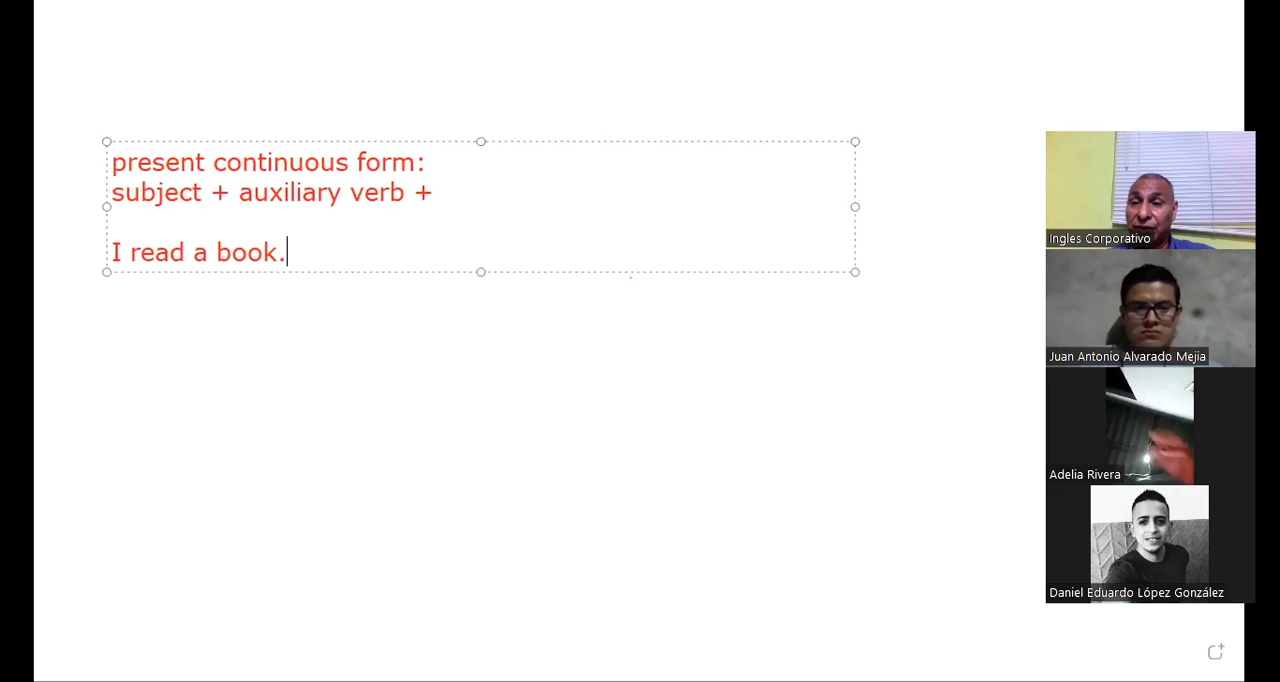 present continuous form:
subject + auxiliary verb +
I read a book.
Ingles Corporativo
Juan Antonio Alvarado Mejia
Adelia Rivera
Daniel Eduardo López González